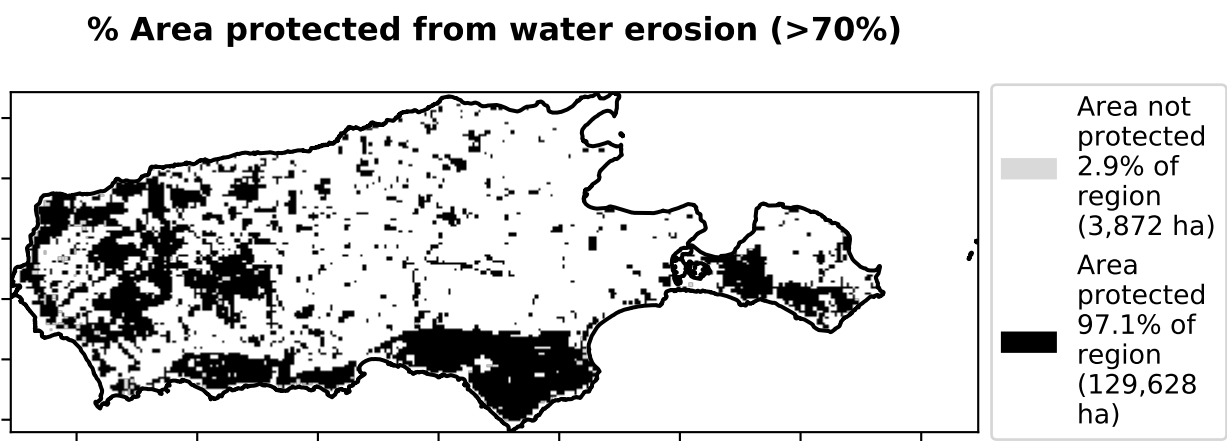 % Area protected from water erosion (>70%)
Area not
protected
2.9% of
region
(3,872 ha)
Area
protected
97.1% of
region
(129,628
ha)